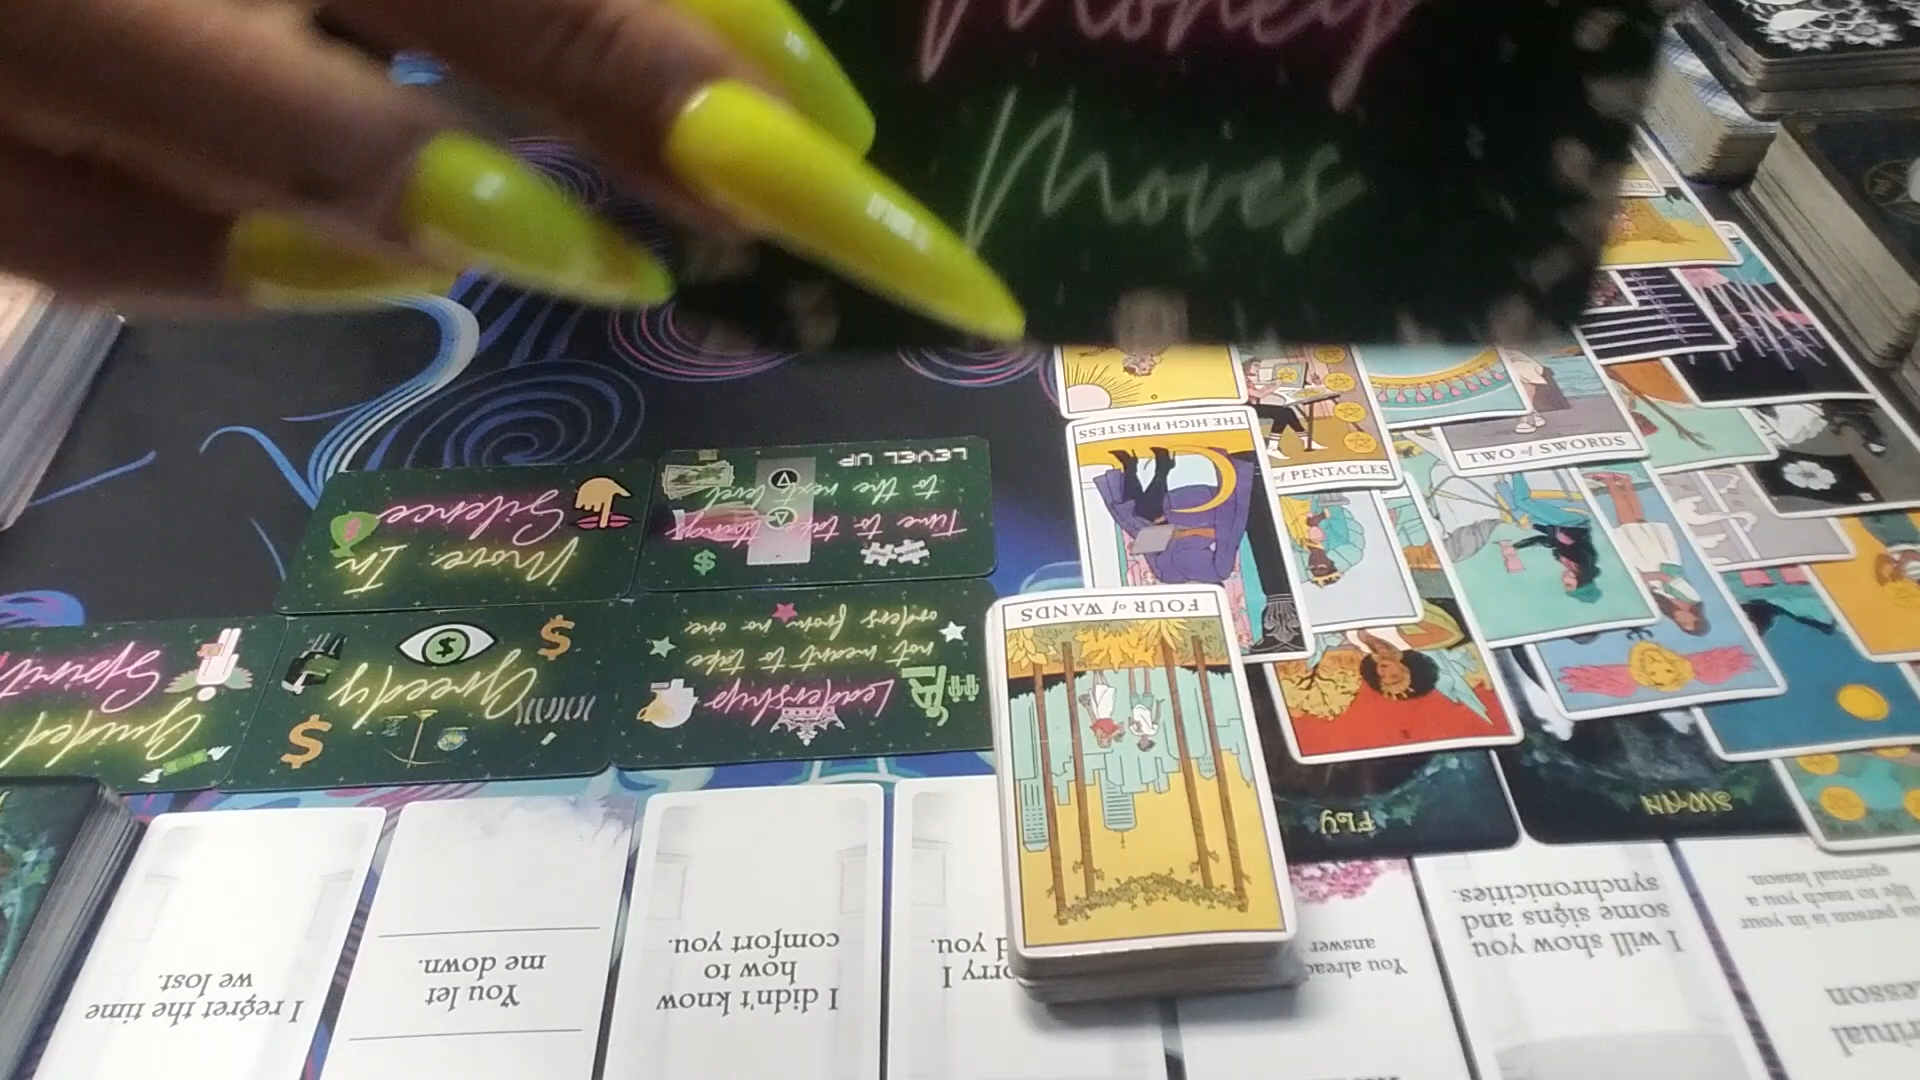 Money
Moves
THE HIGH PRIESTESS
of PENTACLES
TWO of SWORDS
LEVEL UP
Time to take things
to the next level
Move In
Silence
Guided
Spirit
Greedy
Leadership
not meant to take
orders from no one
FOUR of WANDS
FLY
SWAN
I regret the time
we lost.
You let
me down.
I didn't know
how to
comfort you.
I
you.
You
answer
I will show you
some signs and
synchronicities.
person is in your
life to teach you a
spiritual lesson.